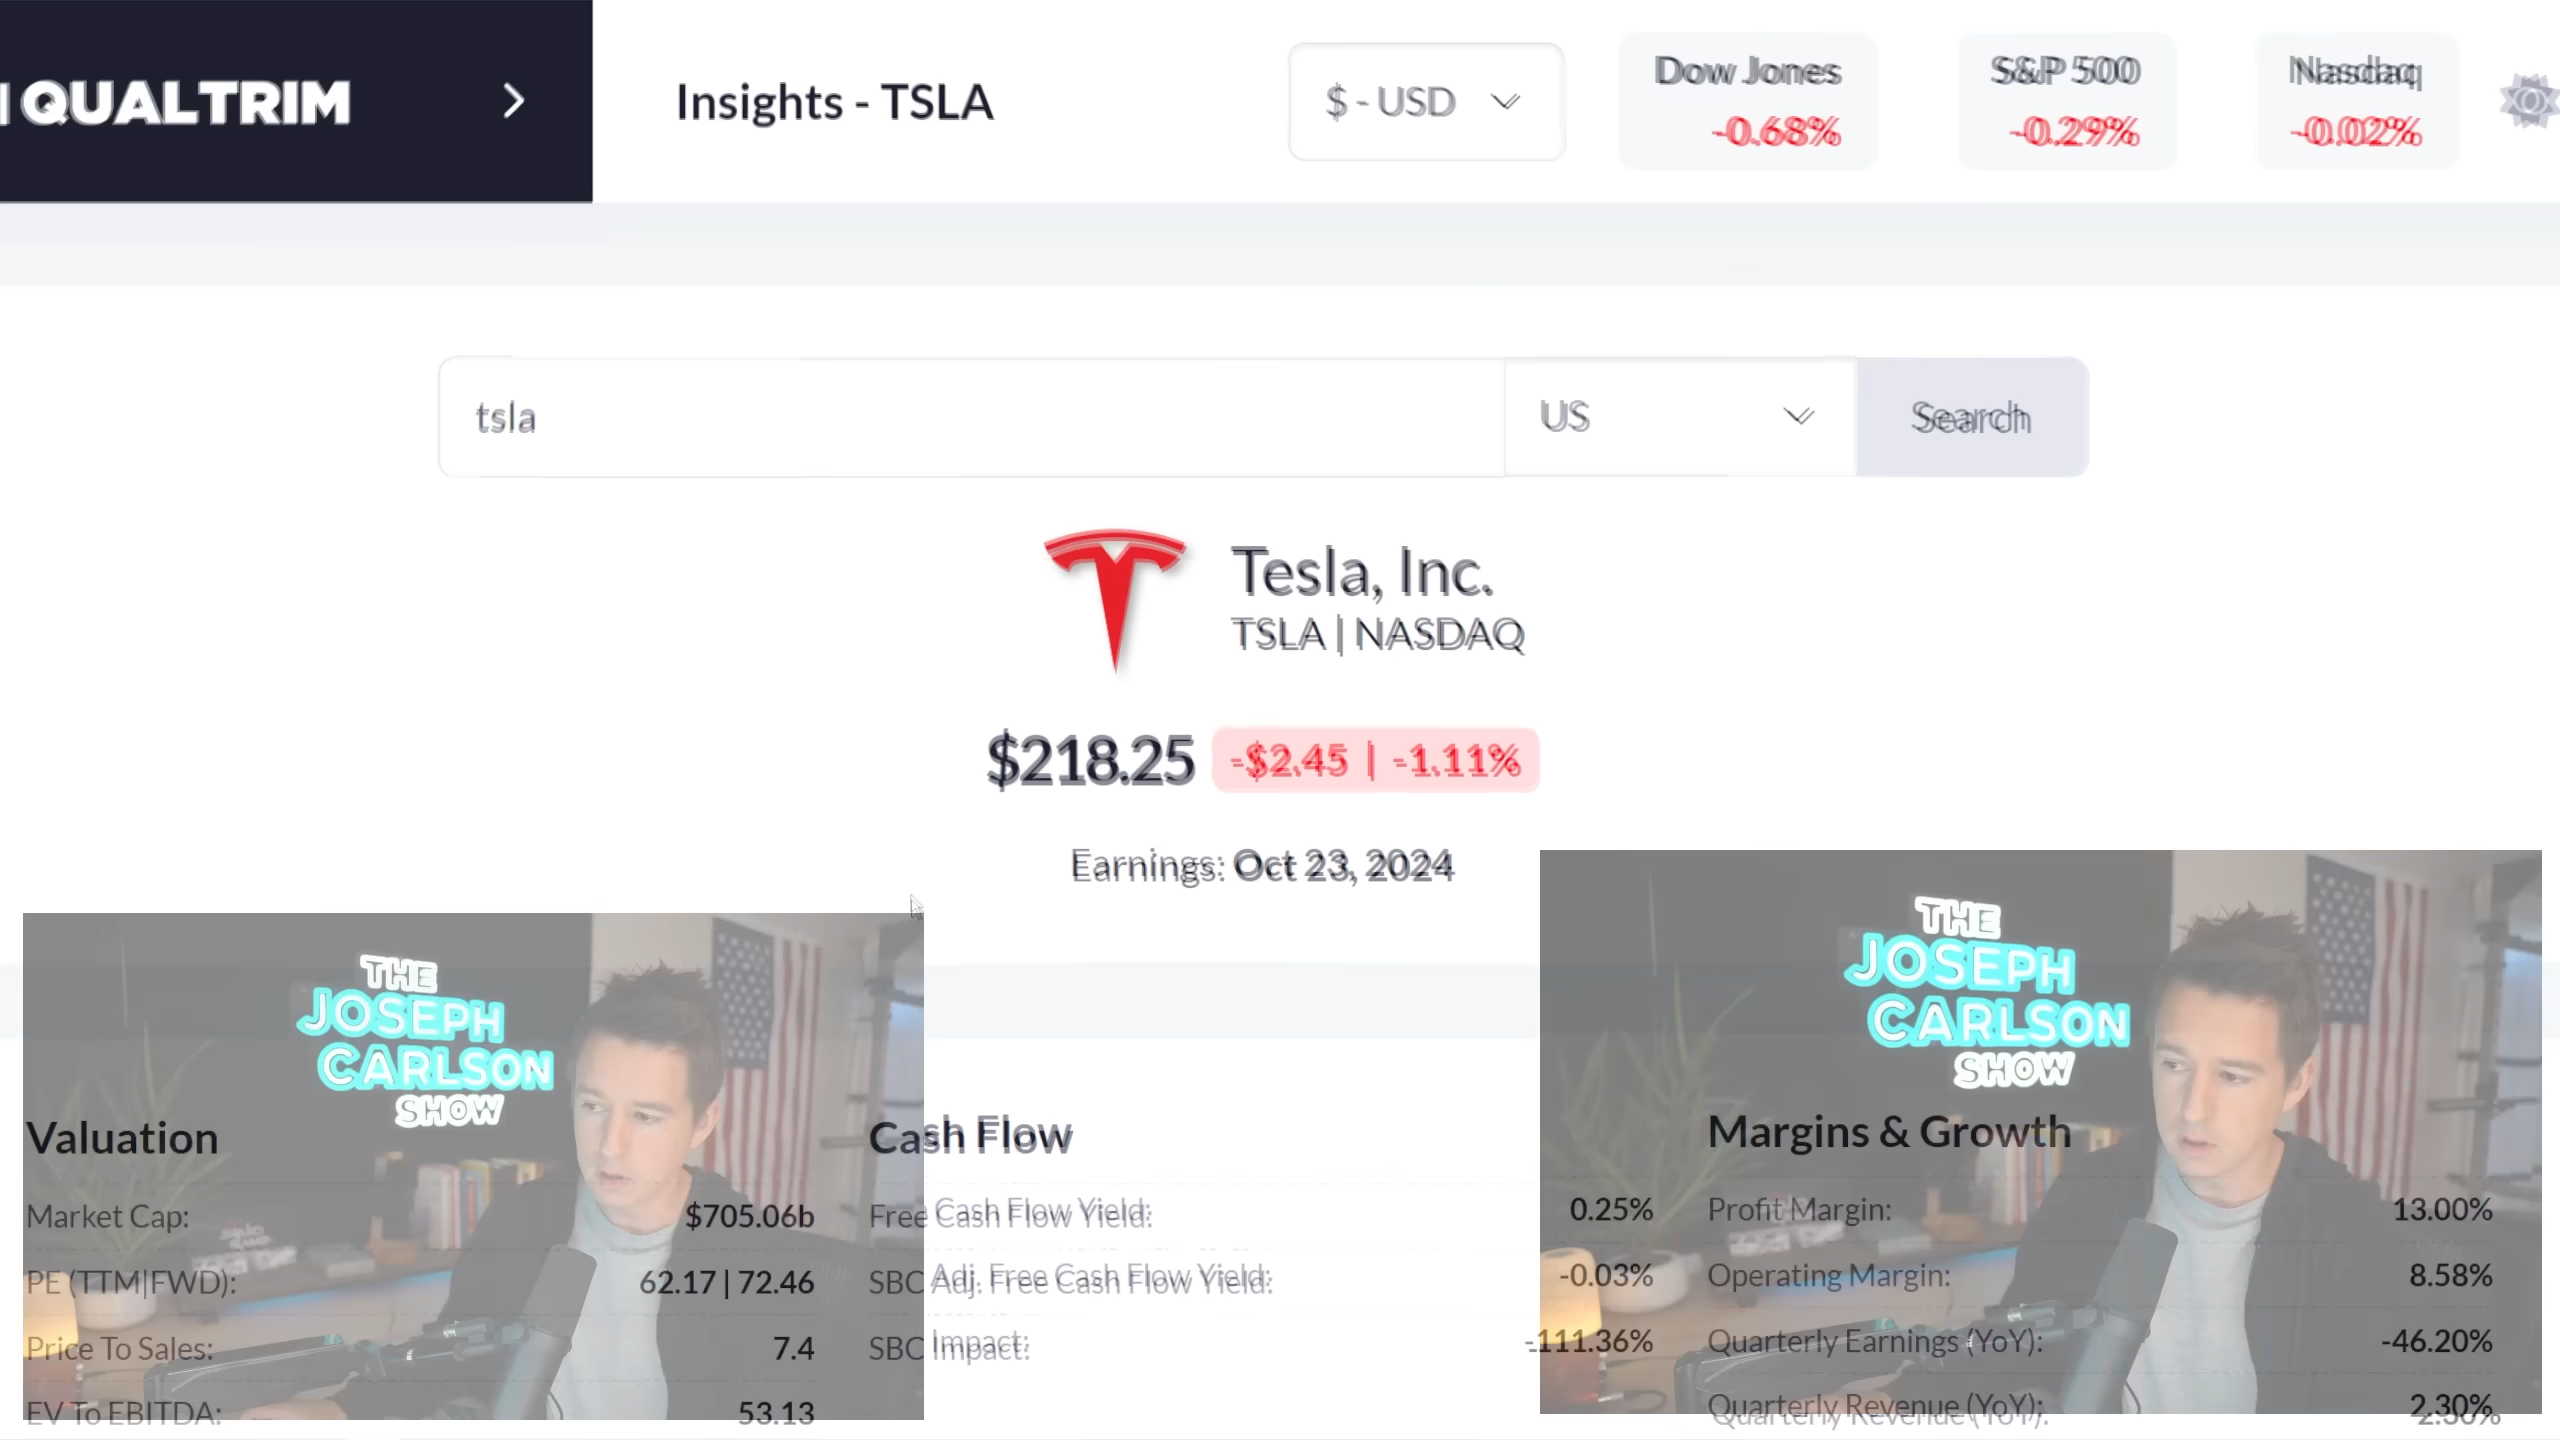 QUALTRIM
Insights - TSLA
$ - USD
Dow Jones
-0.68%
S&P 500
-0.29%
Nasdaq
-0.02%
tsla
US
Search
Tesla, Inc.
TSLA | NASDAQ
$218.25
-$2.45 | -1.11%
Earnings: Oct 23, 2024
THE
JOSEPH
CARLSON
SHOW
THE
JOSEPH
CARLSON
SHOW
Valuation
Market Cap: $705.06b
PE (TTM|FWD): 62.17 | 72.46
Price To Sales: 7.4
EV To EBITDA: 53.13
Cash Flow
Free Cash Flow Yield: 0.25%
SBC Adj. Free Cash Flow Yield: -0.03%
SBC Impact: -111.36%
Margins & Growth
Profit Margin: 13.00%
Operating Margin: 8.58%
Quarterly Earnings (YoY): -46.20%
Quarterly Revenue (YoY): 2.30%